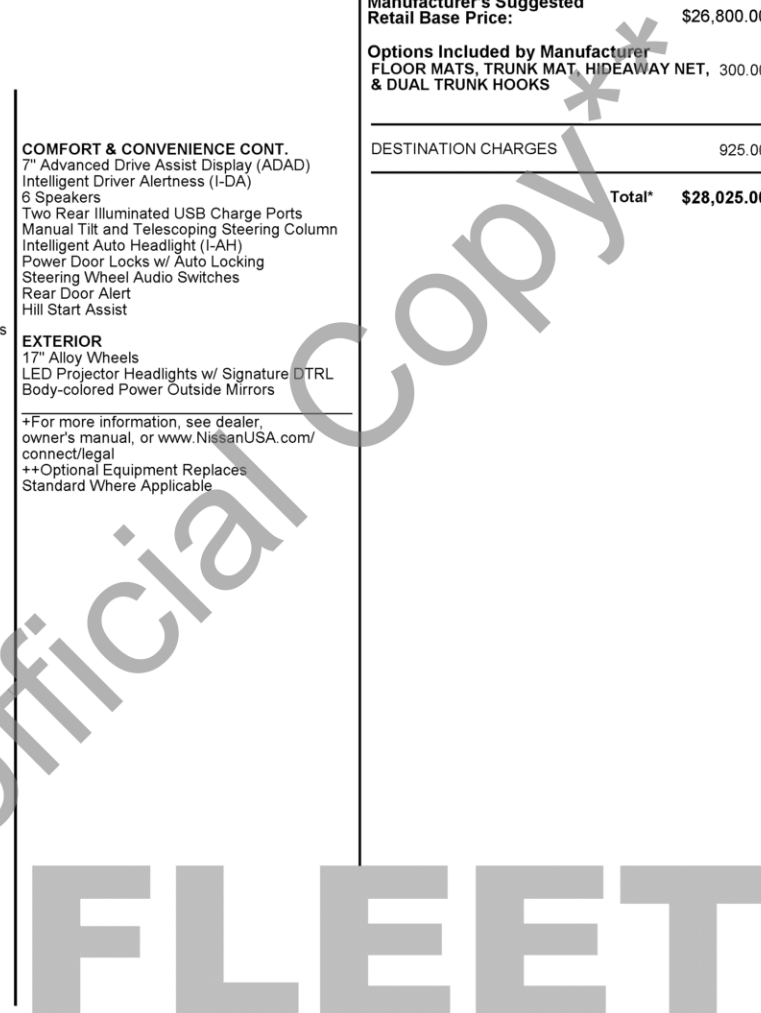 s
COMFORT & CONVENIENCE CONT.
7" Advanced Drive Assist Display (ADAD)
Intelligent Driver Alertness (I-DA)
6 Speakers
Two Rear Illuminated USB Charge Ports
Manual Tilt and Telescoping Steering Column
Intelligent Auto Headlight (I-AH)
Power Door Locks w/ Auto Locking
Steering Wheel Audio Switches
Rear Door Alert
Hill Start Assist
EXTERIOR
17" Alloy Wheels
LED Projector Headlights w/ Signature DTRL
Body-colored Power Outside Mirrors
+For more information, see dealer,
owner's manual, or www.NissanUSA.com/
connect/legal
++Optional Equipment Replaces
Standard Where Applicable
Manufacturer's Suggested
Retail Base Price: $26,800.00
Options Included by Manufacturer
FLOOR MATS, TRUNK MAT, HIDEAWAY NET, 300.00
& DUAL TRUNK HOOKS
DESTINATION CHARGES 925.00
Total* $28,025.00
official Copy**
FLEET